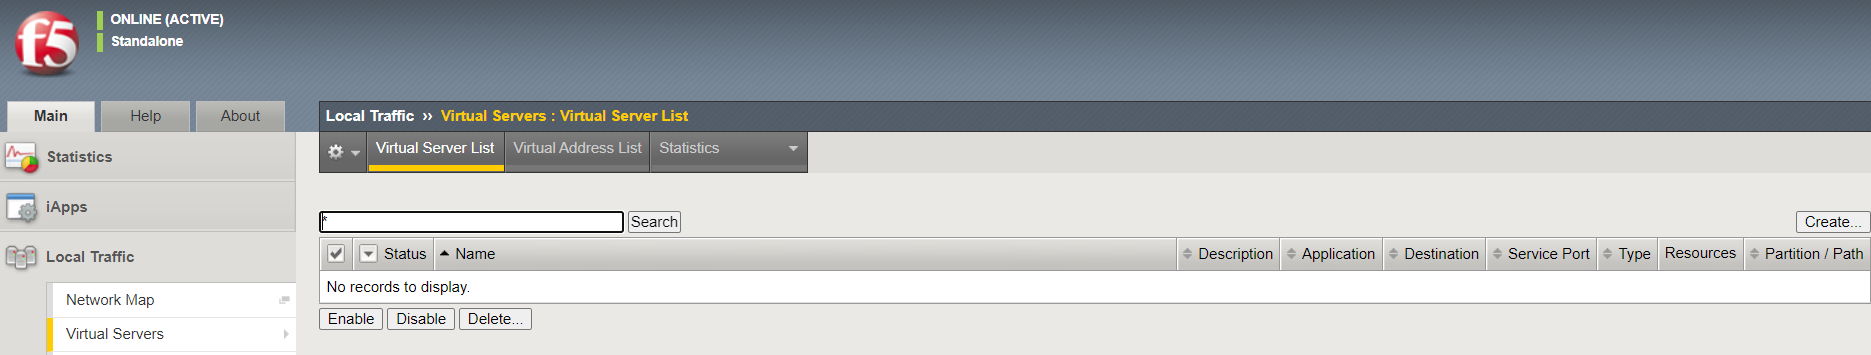 f5
ONLINE (ACTIVE)
Standalone
Main Help About
Statistics
iApps
Local Traffic
Network Map
Virtual Servers
Local Traffic ›› Virtual Servers : Virtual Server List
Virtual Server List Virtual Address List Statistics
* Search Create...
Status Name Description Application Destination Service Port Type Resources Partition / Path
No records to display.
Enable Disable Delete...